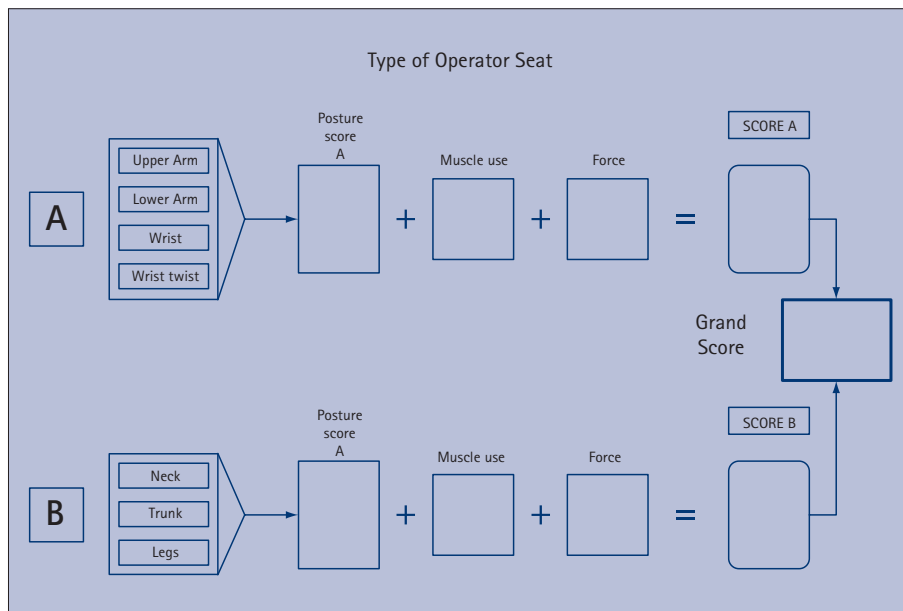 Type of Operator Seat
Posture
score
A
SCORE A
Muscle use
Force
Upper Arm
Lower Arm
Wrist
Wrist twist
A
+
+
=
Grand
Score
Posture
score
A
SCORE B
Muscle use
Force
Neck
Trunk
Legs
B
+
+
=